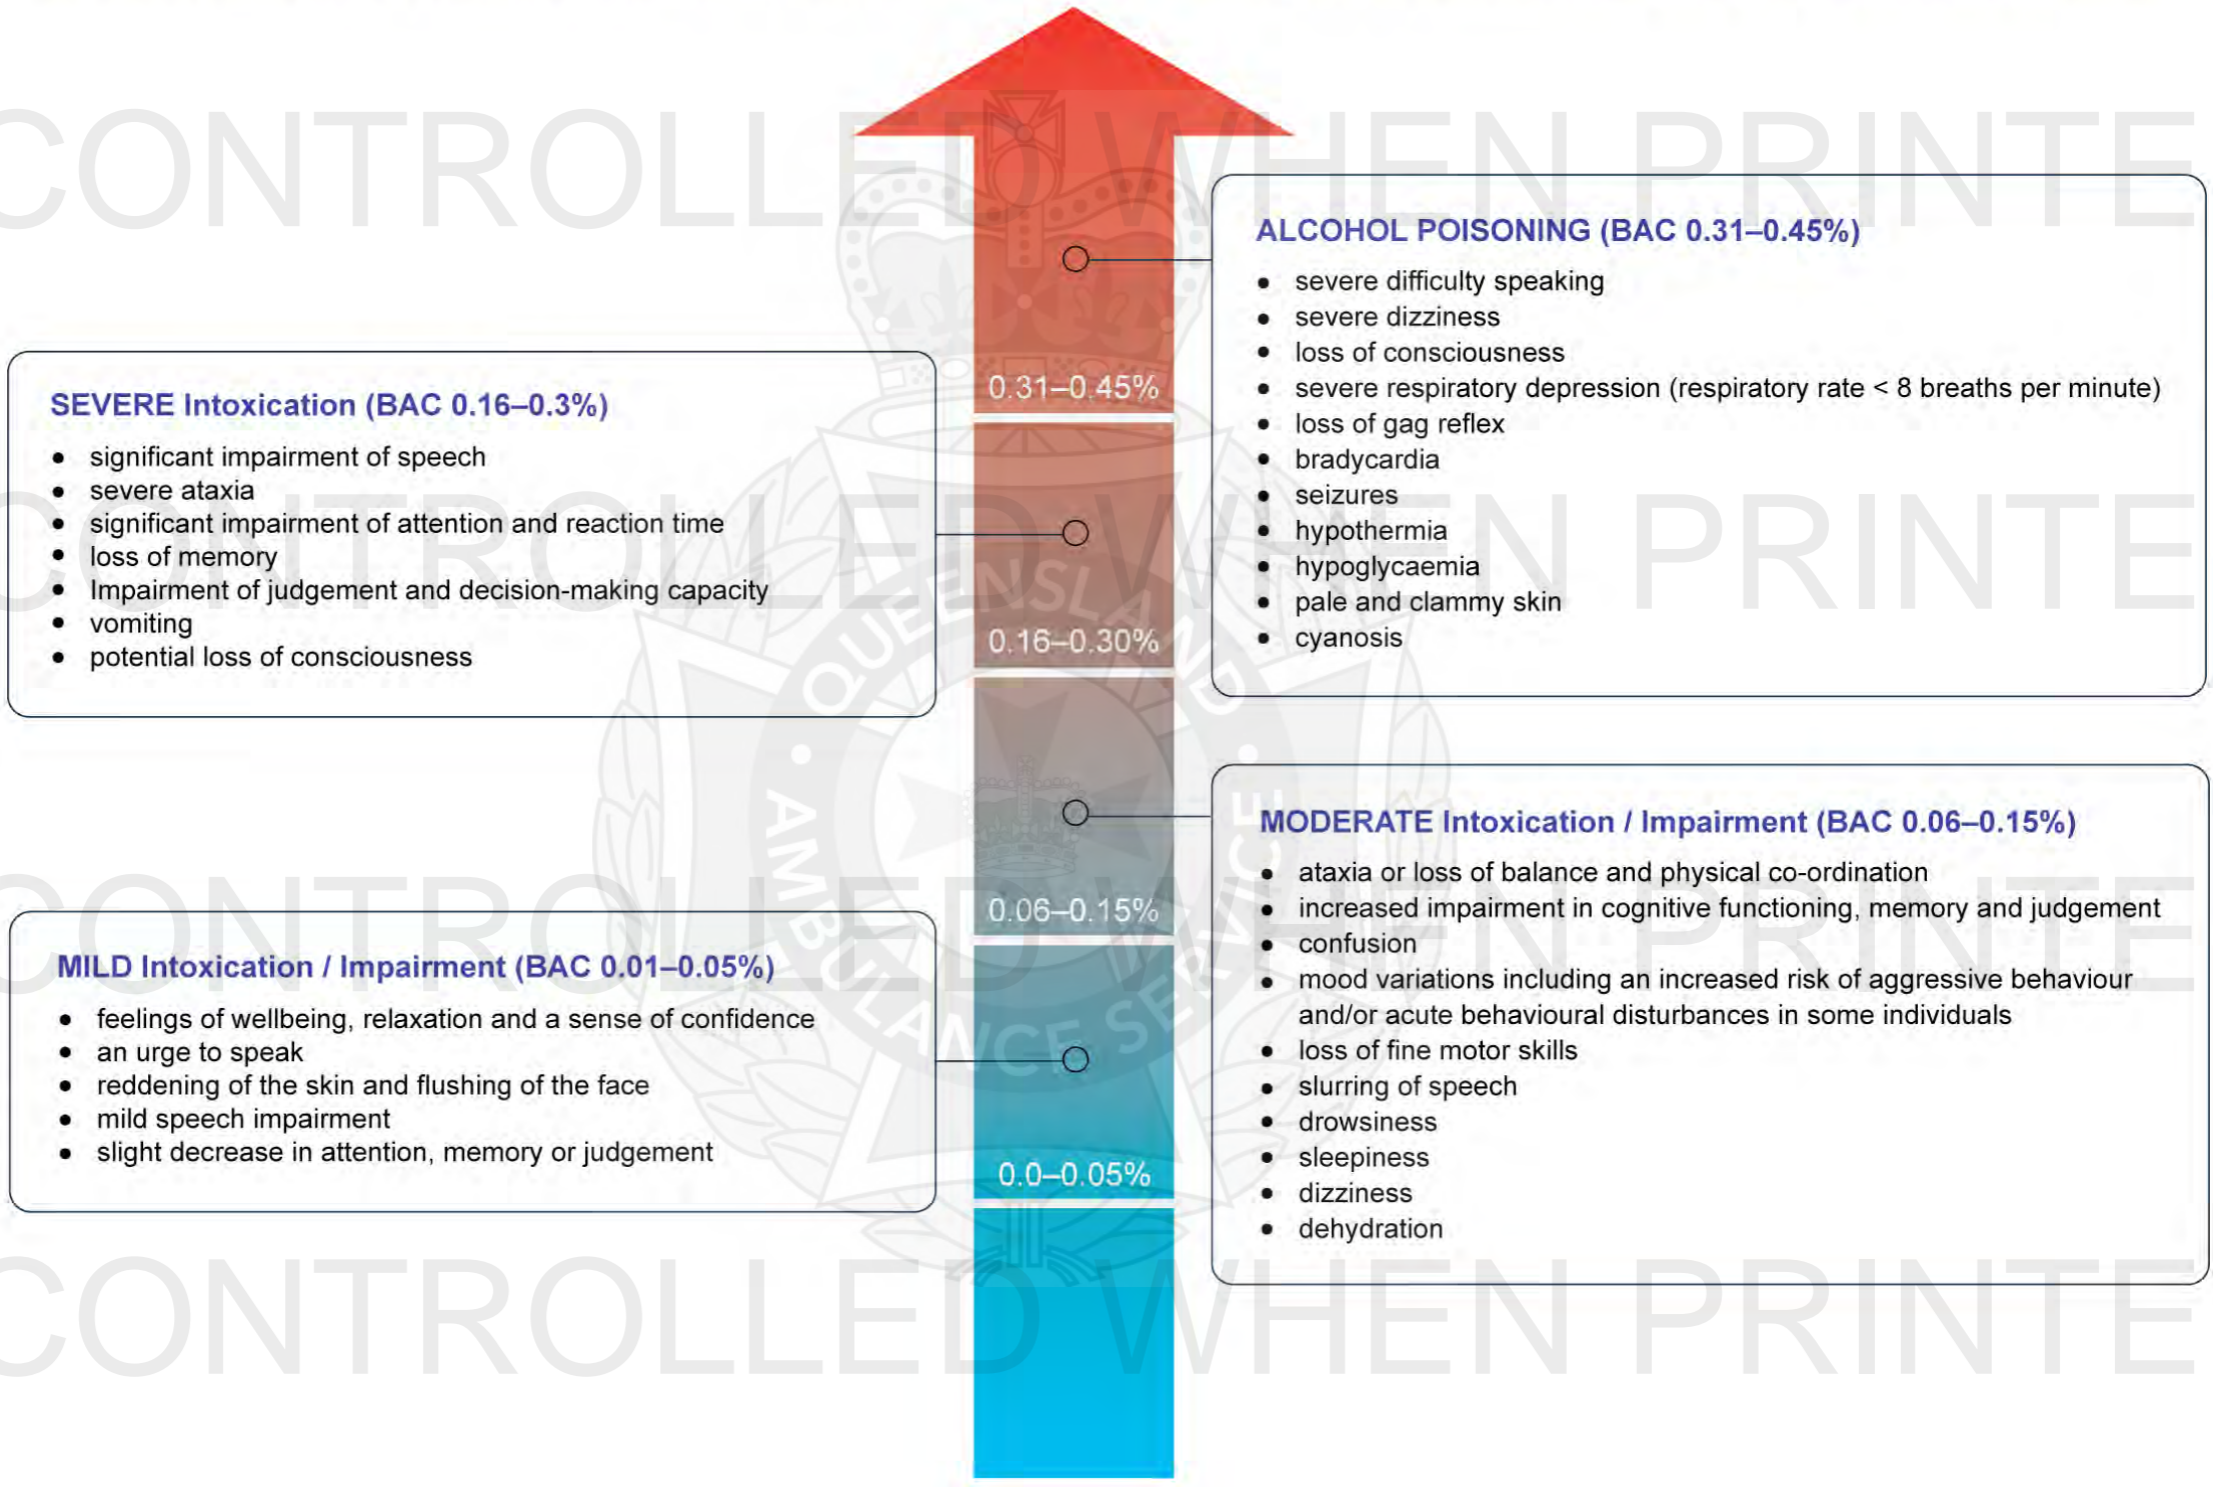 ALCOHOL POISONING (BAC 0.31–0.45%)
• severe difficulty speaking
• severe dizziness
• loss of consciousness
• severe respiratory depression (respiratory rate < 8 breaths per minute)
• loss of gag reflex
• bradycardia
• seizures
• hypothermia
• hypoglycaemia
• pale and clammy skin
• cyanosis
0.31–0.45%
SEVERE Intoxication (BAC 0.16–0.3%)
• significant impairment of speech
• severe ataxia
• significant impairment of attention and reaction time
• loss of memory
• Impairment of judgement and decision-making capacity
• vomiting
• potential loss of consciousness
0.16–0.30%
MODERATE Intoxication / Impairment (BAC 0.06–0.15%)
• ataxia or loss of balance and physical co-ordination
• increased impairment in cognitive functioning, memory and judgement
• confusion
• mood variations including an increased risk of aggressive behaviour
and/or acute behavioural disturbances in some individuals
• loss of fine motor skills
• slurring of speech
• drowsiness
• sleepiness
• dizziness
• dehydration
0.06–0.15%
MILD Intoxication / Impairment (BAC 0.01–0.05%)
• feelings of wellbeing, relaxation and a sense of confidence
• an urge to speak
• reddening of the skin and flushing of the face
• mild speech impairment
• slight decrease in attention, memory or judgement
0.0–0.05%
CONTROLLED WHEN PRINTE
CONTROLLED WHEN PRINTE
CONTROLLED WHEN PRINTE
CONTROLLED WHEN PRINTE
QUEENSLAND
AMBULANCE SERVICE